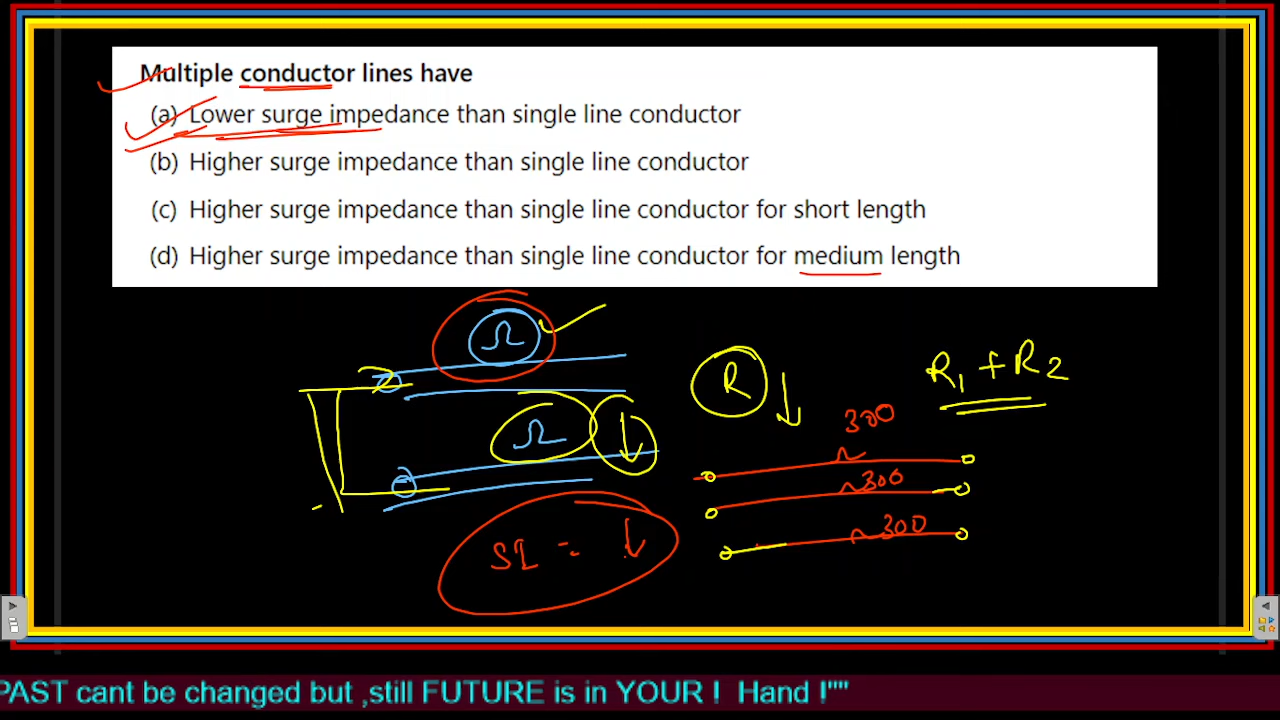 Multiple conductor lines have
(a) Lower surge impedance than single line conductor
(b) Higher surge impedance than single line conductor
(c) Higher surge impedance than single line conductor for short length
(d) Higher surge impedance than single line conductor for medium length
Ω
R ↓
R₁ + R₂
Ω ↓
300
300
300
SI = ↓
PAST cant be changed but ,still FUTURE is in YOUR ! Hand !""